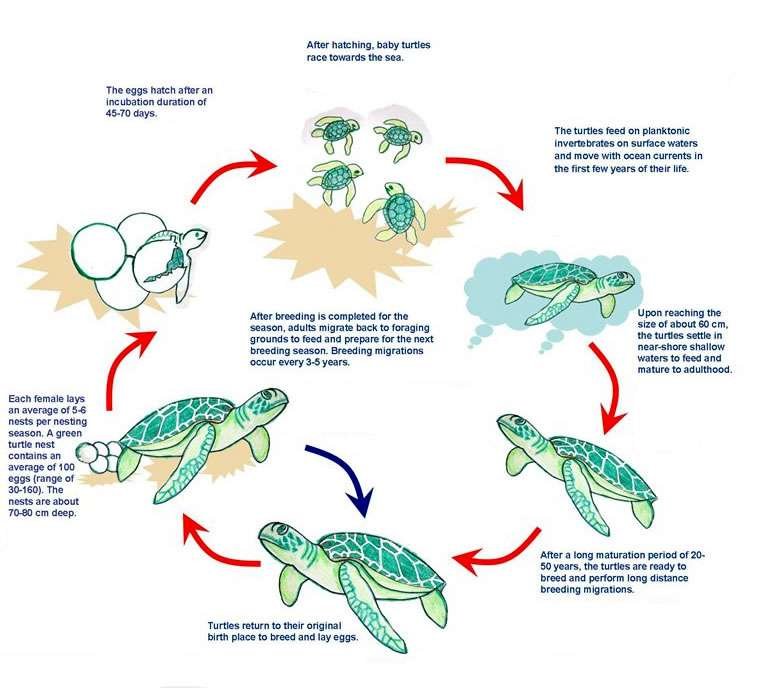 After hatching, baby turtles
race towards the sea.
The eggs hatch after an
incubation duration of
45-70 days.
The turtles feed on planktonic
invertebrates on surface waters
and move with ocean currents in
the first few years of their life.
Upon reaching the
size of about 60 cm,
the turtles settle in
near-shore shallow
waters to feed and
mature to adulthood.
After breeding is completed for the
season, adults migrate back to foraging
grounds to feed and prepare for the next
breeding season. Breeding migrations
occur every 3-5 years.
Each female lays
an average of 5-6
nests per nesting
season. A green
turtle nest
contains an
average of 100
eggs (range of
30-160). The
nests are about
70-80 cm deep.
After a long maturation period of 20-
50 years, the turtles are ready to
breed and perform long distance
breeding migrations.
Turtles return to their original
birth place to breed and lay eggs.